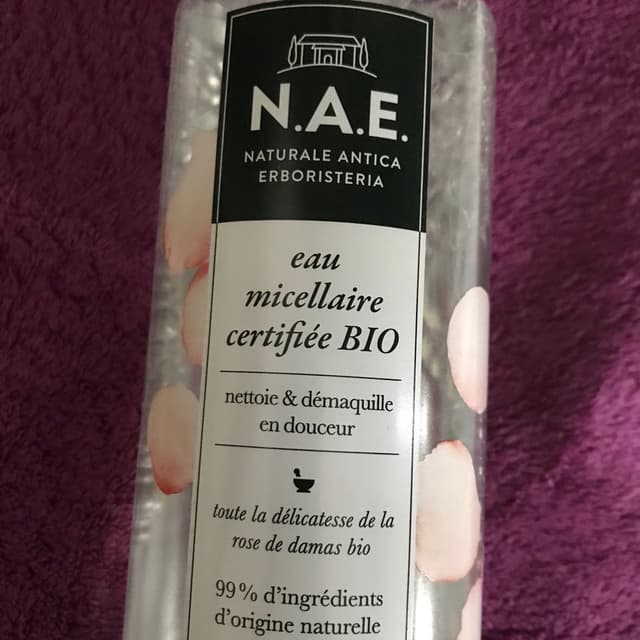 N.A.E.
NATURALE ANTICA
ERBORISTERIA
eau
micellaire
certifiée BIO
nettoie & démaquille
en douceur
toute la délicatesse de la
rose de damas bio
99% d'ingrédients
d'origine naturelle